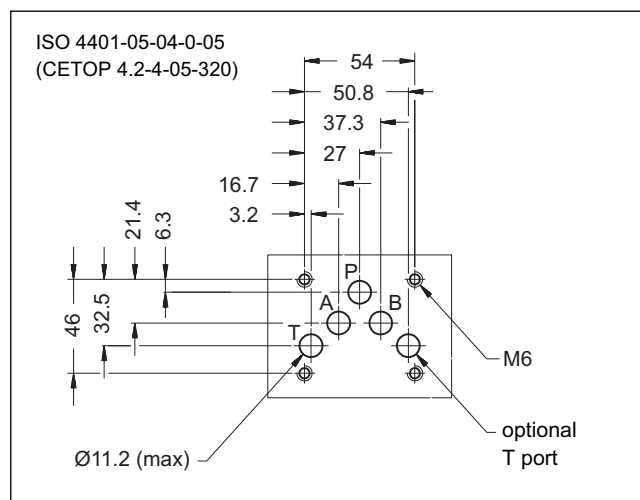 ISO 4401-05-04-0-05
(CETOP 4.2-4-05-320)
54
50.8
37.3
27
16.7
3.2
21.4
6.3
46
32.5
P
A
B
T
M6
Ø11.2 (max)
optional
T port